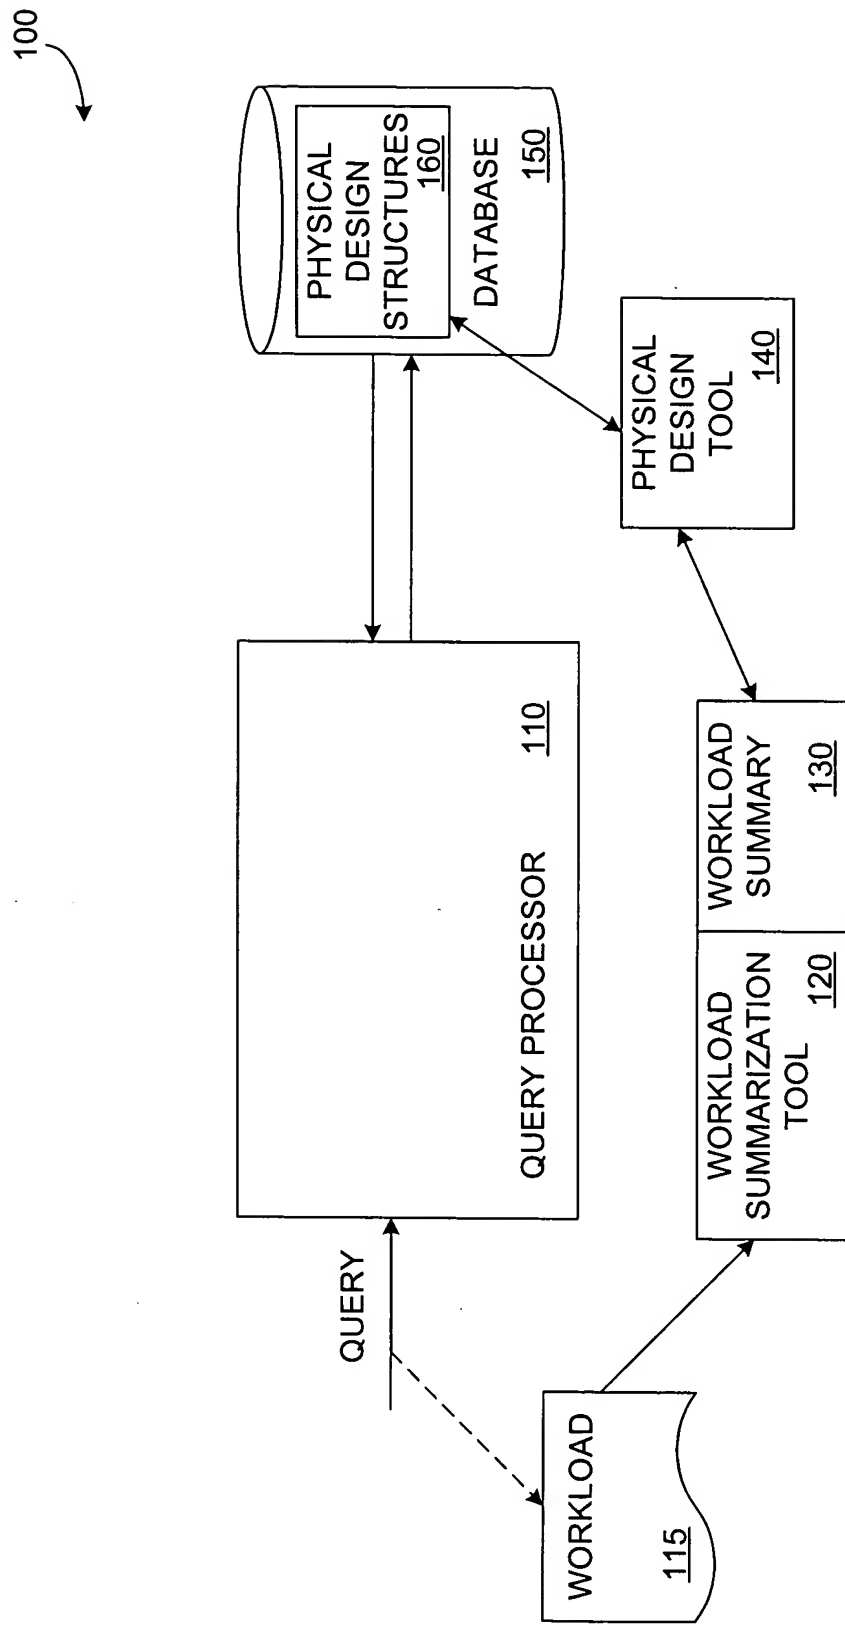 100
QUERY
QUERY PROCESSOR
110
PHYSICAL
DESIGN
STRUCTURES
160
DATABASE
150
WORKLOAD
115
WORKLOAD
SUMMARIZATION
TOOL
120
WORKLOAD
SUMMARY
130
PHYSICAL
DESIGN
TOOL
140